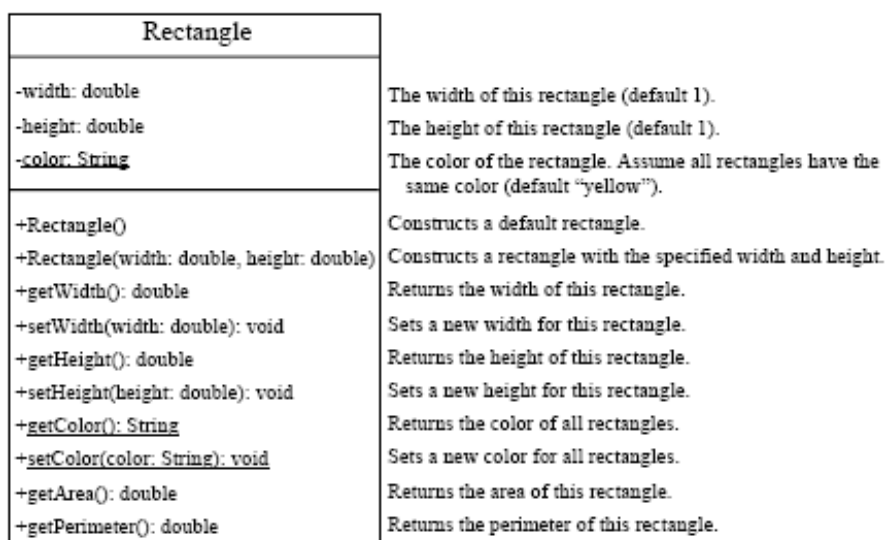 Rectangle
-width: double
The width of this rectangle (default 1).
-height: double
The height of this rectangle (default 1).
-color: String
The color of the rectangle. Assume all rectangles have the
same color (default “yellow”).
+Rectangle()
Constructs a default rectangle.
+Rectangle(width: double, height: double)
Constructs a rectangle with the specified width and height.
+getWidth(): double
Returns the width of this rectangle.
+setWidth(width: double): void
Sets a new width for this rectangle.
+getHeight(): double
Returns the height of this rectangle.
+setHeight(height: double): void
Sets a new height for this rectangle.
+getColor(): String
Returns the color of all rectangles.
+setColor(color: String): void
Sets a new color for all rectangles.
+getArea(): double
Returns the area of this rectangle.
+getPerimeter(): double
Returns the perimeter of this rectangle.